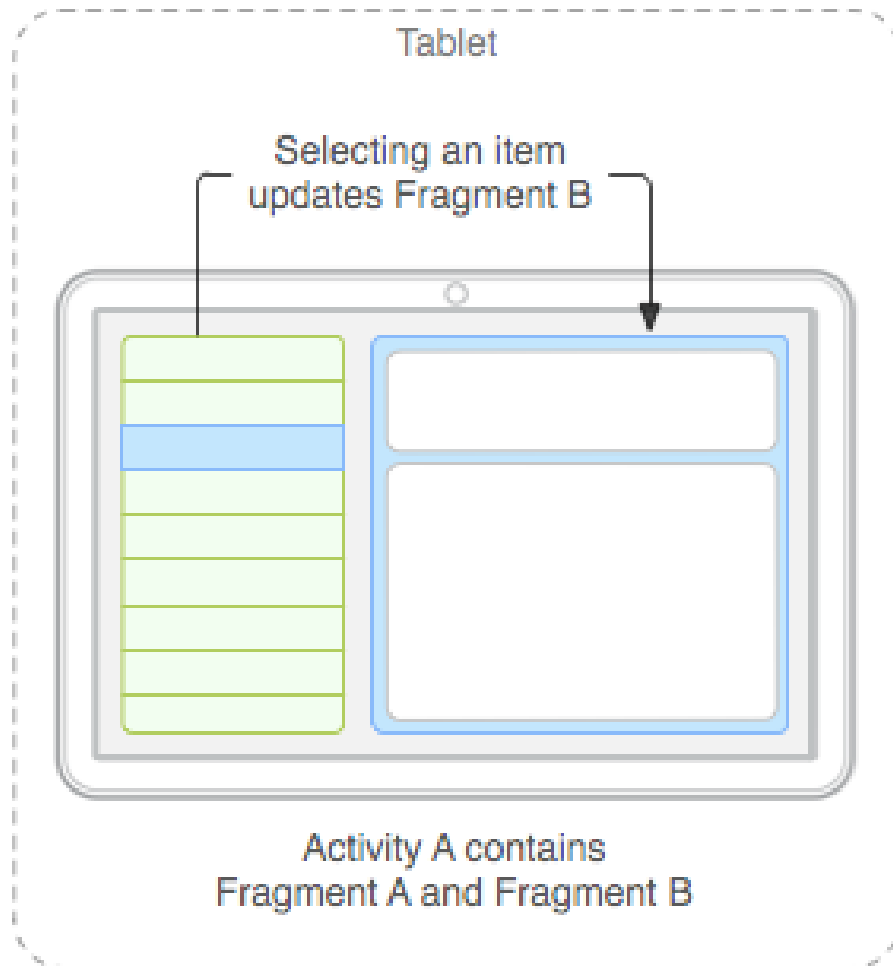 Tablet
Selecting an item
updates Fragment B
Activity A contains
Fragment A and Fragment B